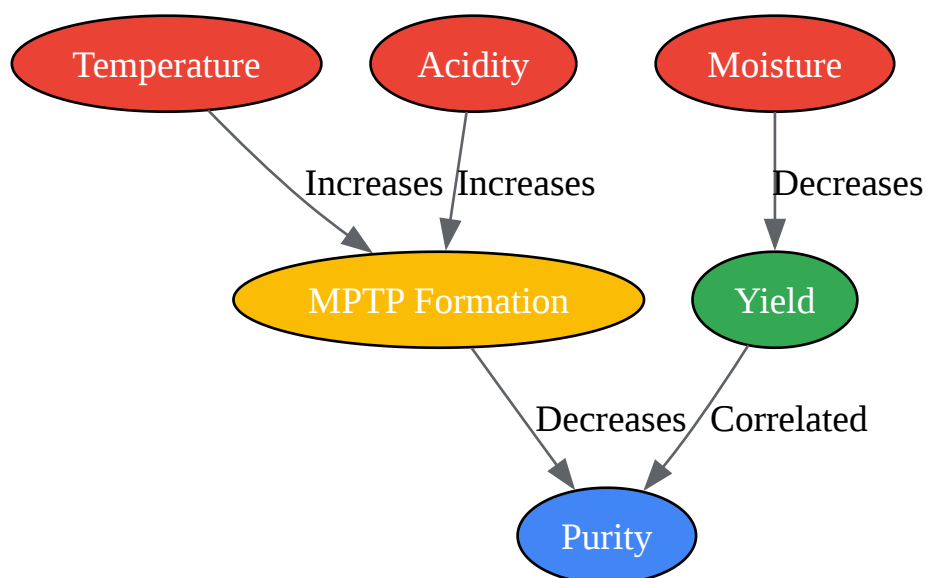 Temperature
Acidity
Moisture
Increases
Increases
Decreases
MPTP Formation
Yield
Decreases
Correlated
Purity